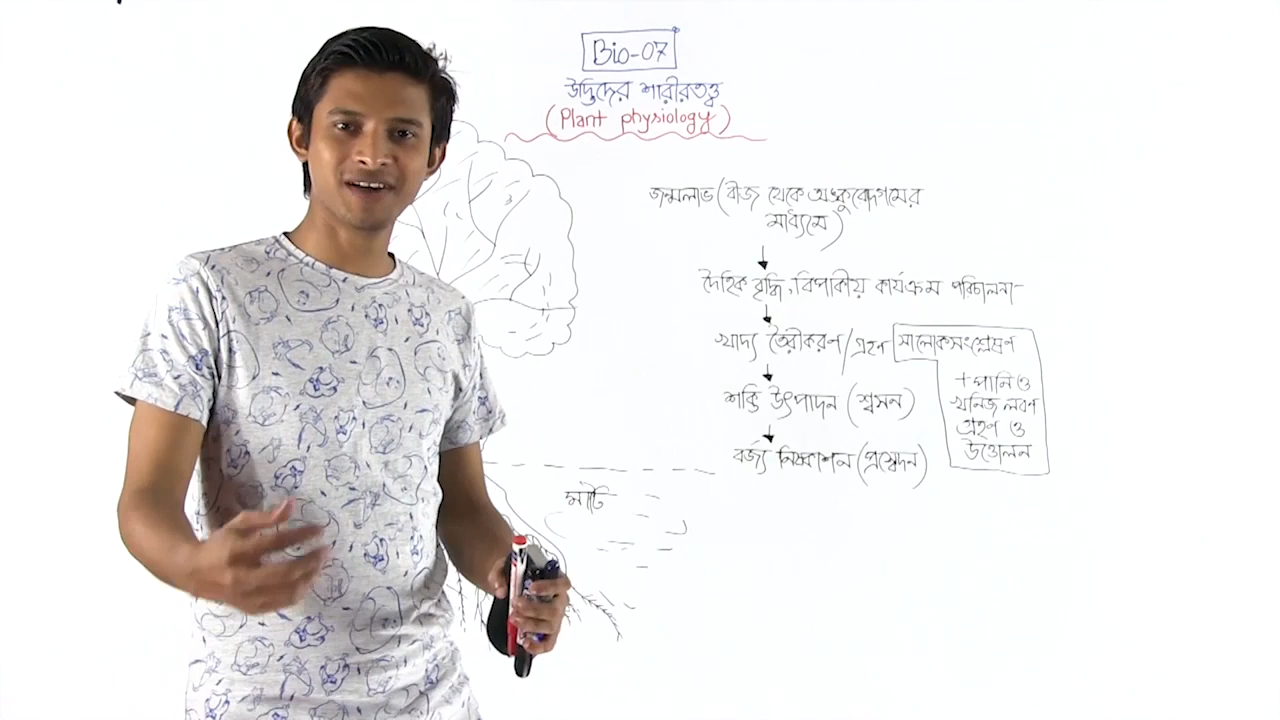 Bio-07
উদ্ভিদের শারীরতত্ত্ব
(Plant physiology)
জন্মলাভ (বীজ থেকে অঙ্কুরোদগমের
মাধ্যমে)
দৈহিক বৃদ্ধি, বিপাকীয় কার্যক্রম পরিচালনা
খাদ্য তৈরীকরণ/গ্রহণ
সালোকসংশ্লেষণ
+ পানি ও
খনিজ লবণ
গ্রহণ ও
উত্তোলন
শক্তি উৎপাদন (শ্বসন)
বর্জ্য নিষ্কাশন (প্রস্বেদন)
মাটি